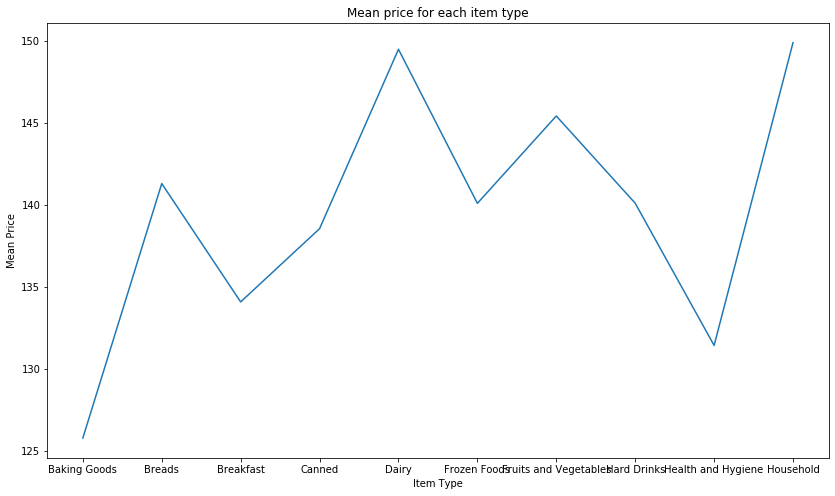 Mean price for each item type
150
145
140
135
130
125
Mean Price
Baking Goods Breads Breakfast Canned Dairy Frozen Foods Fruits and Vegetables Hard Drinks Health and Hygiene Household
Item Type